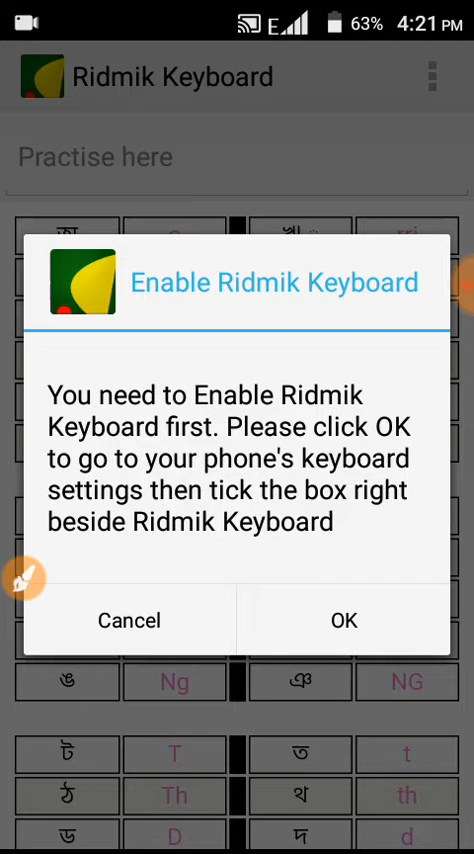 E 63% 4:21 PM
Ridmik Keyboard
Practise here
Enable Ridmik Keyboard
You need to Enable Ridmik
Keyboard first. Please click OK
to go to your phone's keyboard
settings then tick the box right
beside Ridmik Keyboard
Cancel OK
ঙ Ng ঞ NG
ট T ত t
ঠ Th থ th
ড D দ d